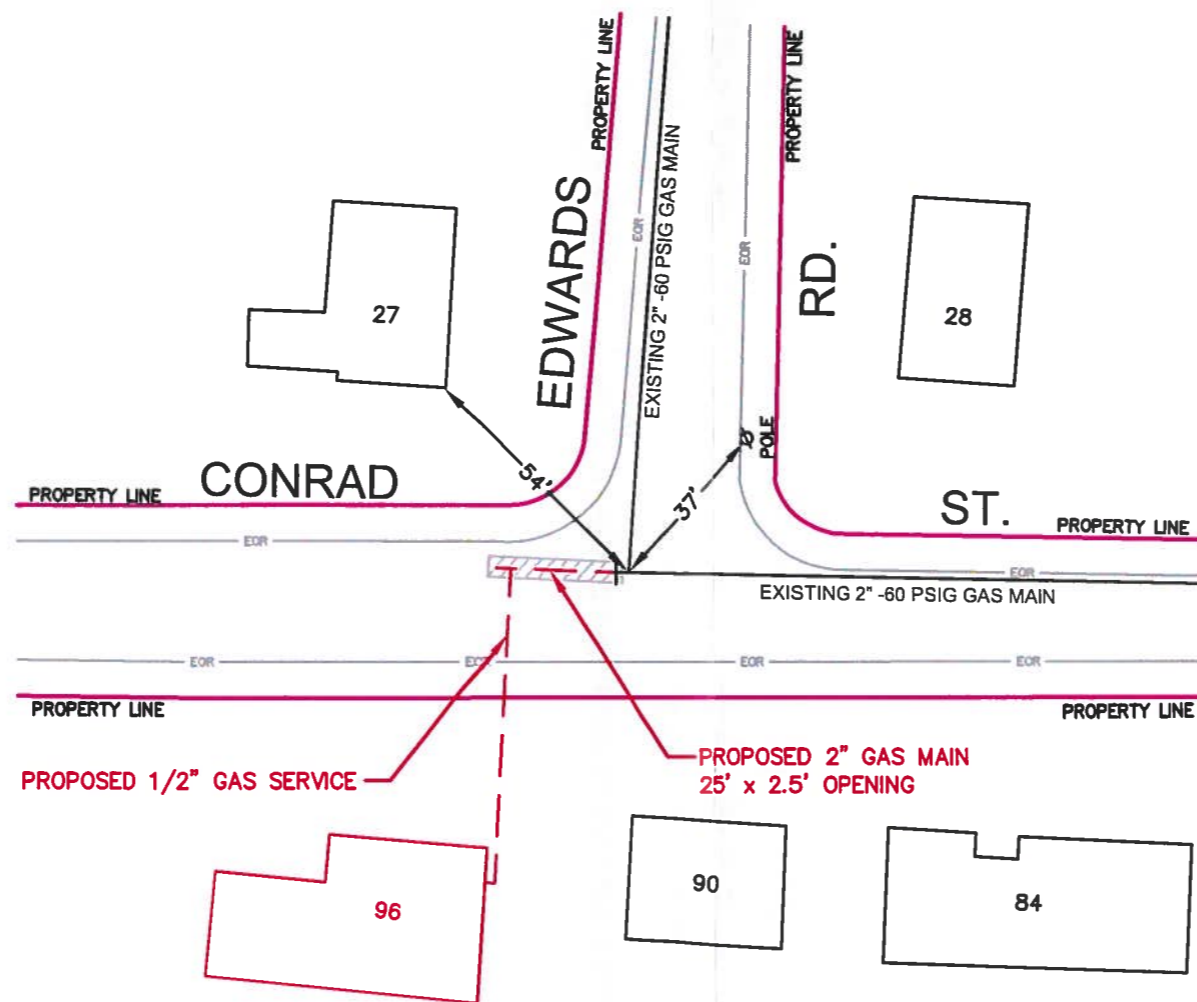 PROPERTY LINE
PROPERTY LINE
EDWARDS
RD.
EOR
EOR
EXISTING 2" -60 PSIG GAS MAIN
27
28
POLE
54'
37'
CONRAD
ST.
PROPERTY LINE
PROPERTY LINE
EOR
EOR
EXISTING 2" -60 PSIG GAS MAIN
EOR
EOR
EOR
EOR
PROPERTY LINE
PROPERTY LINE
PROPOSED 1/2" GAS SERVICE
PROPOSED 2" GAS MAIN
25' x 2.5' OPENING
96
90
84